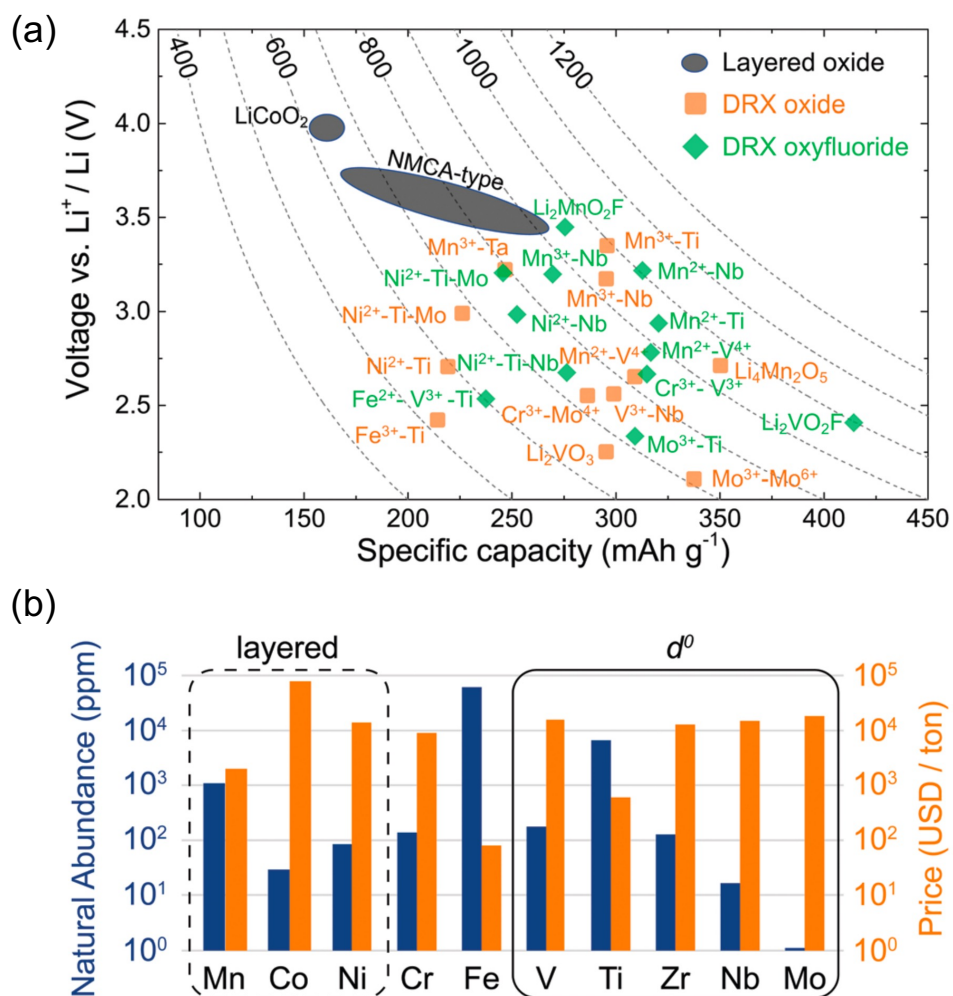 (a)
4.5
4.0
3.5
3.0
2.5
2.0
Voltage vs. Li⁺ / Li (V)
400
600
800
1000
1200
Layered oxide
DRX oxide
DRX oxyfluoride
LiCoO₂
NMCA-type
Li₂MnO₂F
Mn³⁺-Ta
Mn³⁺-Nb
Mn³⁺-Ti
Ni²⁺-Ti-Mo
Mn²⁺-Nb
Mn³⁺-Nb
Ni²⁺-Ti-Mo
Ni²⁺-Nb
Mn²⁺-Ti
Ni²⁺-Ti
Ni²⁺-Ti-Nb
Mn²⁺-V⁴
Mn²⁺-V⁴⁺
Li₄Mn₂O₅
Cr³⁺- V³⁺
Fe²⁺- V³⁺ -Ti
Cr³⁺-Mo⁴⁺
V³⁺-Nb
Li₂VO₂F
Fe³⁺-Ti
Li₂VO₃
Mo³⁺-Ti
Mo³⁺-Mo⁶⁺
100 150 200 250 300 350 400 450
Specific capacity (mAh g⁻¹)
(b)
layered
d⁰
Natural Abundance (ppm)
10⁵
10⁴
10³
10²
10¹
10⁰
10⁵
10⁴
10³
10²
10¹
10⁰
Price (USD / ton)
Mn Co Ni Cr Fe V Ti Zr Nb Mo